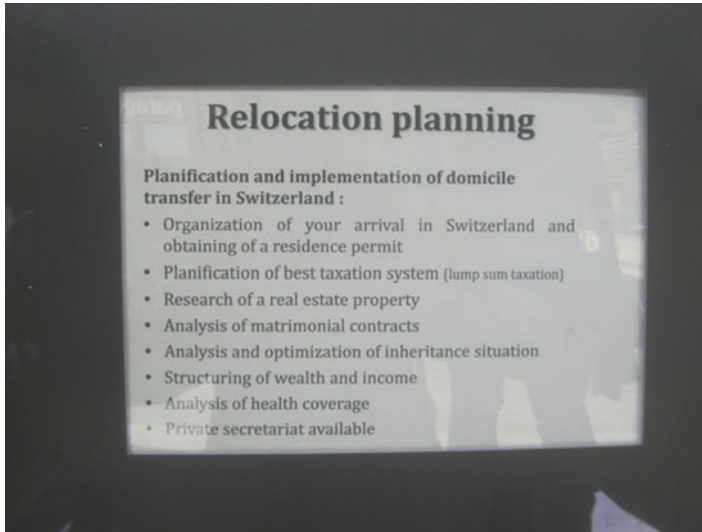 Relocation planning
Planification and implementation of domicile
transfer in Switzerland :
• Organization of your arrival in Switzerland and
obtaining of a residence permit
• Planification of best taxation system (lump sum taxation)
• Research of a real estate property
• Analysis of matrimonial contracts
• Analysis and optimization of inheritance situation
• Structuring of wealth and income
• Analysis of health coverage
• Private secretariat available